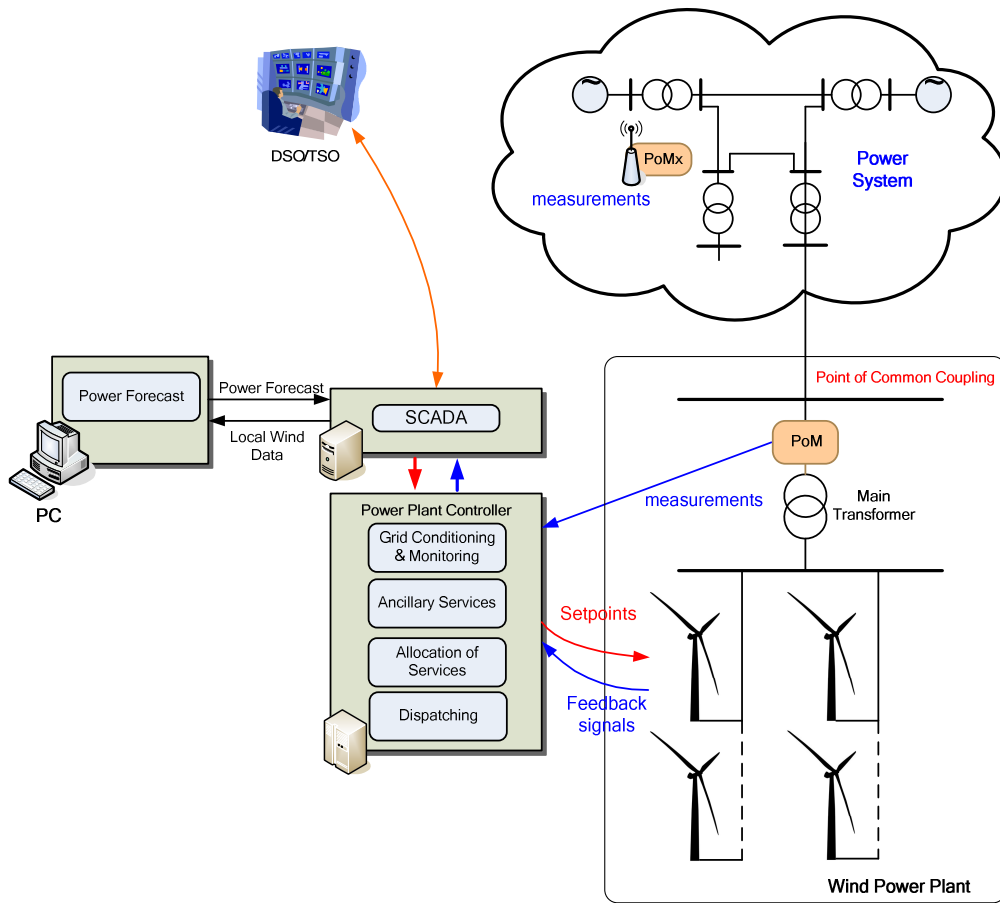 DSO/TSO
PoMx
measurements
Power
System
Power Forecast
Power Forecast
Local Wind
Data
PC
SCADA
Point of Common Coupling
PoM
measurements
Main
Transformer
Power Plant Controller
Grid Conditioning
& Monitoring
Ancillary Services
Allocation of
Services
Dispatching
Setpoints
Feedback
signals
Wind Power Plant